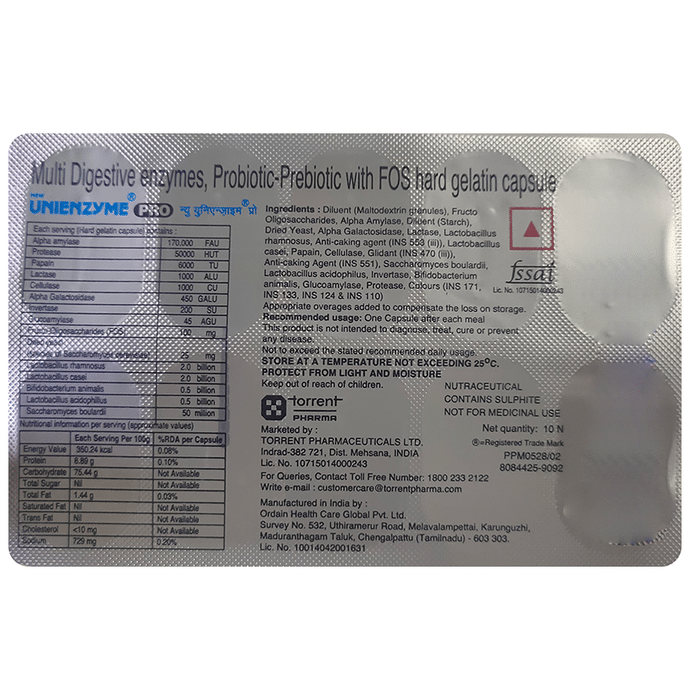 Multi Digestive enzymes, Probiotic-Prebiotic with FOS hard gelatin capsule
NEW
UNIENZYME® PRO न्यु युनिएन्ज़ाइम® प्रो
Each serving (Hard gelatin capsule) contains :
Alpha amylase 170,000 FAU
Protease 50000 HUT
Papain 6000 TU
Lactase 1000 ALU
Cellulase 1000 CU
Alpha Galactosidase 450 GALU
Invertase 200 SU
Glucoamylase 45 AGU
Fructo Oligosaccharides (FOS) 100 mg
Dried yeast
(Species of Saccharomyces cerevisiae) 25 mg
Lactobacillus rhamnosus 2.0 billion
Lactobacillus casei 2.0 billion
Bifidobacterium animalis 0.5 billion
Lactobacillus acidophilus 0.5 billion
Saccharomyces boulardii 50 million
Nutritional information per serving (approximate values)
Each Serving Per 100g %RDA per Capsule
Energy Value 350.24 kcal 0.08%
Protein 8.89 g 0.10%
Carbohydrate 75.44 g Not Available
Total Sugar Nil Not Available
Total Fat 1.44 g 0.03%
Saturated Fat Nil Not Available
Trans Fat Nil Not Available
Cholesterol <10 mg Not Available
Sodium 729 mg 0.20%
Ingredients : Diluent (Maltodextrin granules), Fructo
Oligosaccharides, Alpha Amylase, Diluent (Starch),
Dried Yeast, Alpha Galactosidase, Lactase, Lactobacillus
rhamnosus, Anti-caking agent (INS 553 (iii)), Lactobacillus
casei, Papain, Cellulase, Glidant (INS 470 (iii)),
Anti-caking Agent (INS 551), Saccharomyces boulardii,
Lactobacillus acidophilus, Invertase, Bifidobacterium
animalis, Glucoamylase, Protease. Colours (INS 171,
INS 133, INS 124 & INS 110)
Appropriate overages added to compensate the loss on storage.
Recommended usage: One Capsule after each meal
This product is not intended to diagnose, treat, cure or prevent
any disease.
Not to exceed the stated recommended daily usage.
STORE AT A TEMPERATURE NOT EXCEEDING 25°C.
PROTECT FROM LIGHT AND MOISTURE
Keep out of reach of children.
torrent
PHARMA
Marketed by :
TORRENT PHARMACEUTICALS LTD.
Indrad-382 721, Dist. Mehsana, INDIA
Lic. No. 10715014000243
For Queries, Contact Toll Free Number: 1800 233 2122
Write e-mail : customercare@torrentpharma.com
Manufactured in India by :
Ordain Health Care Global Pvt. Ltd.
Survey No. 532, Uthiramerur Road, Melavalampettai, Karunguzhi,
Maduranthagam Taluk, Chengalpattu (Tamilnadu) - 603 303.
Lic. No. 10014042001631
fssai
Lic. No. 10715014000243
NUTRACEUTICAL
CONTAINS SULPHITE
NOT FOR MEDICINAL USE
Net quantity: 10 N
®=Registered Trade Mark
PPM0528/02
8084425-9092